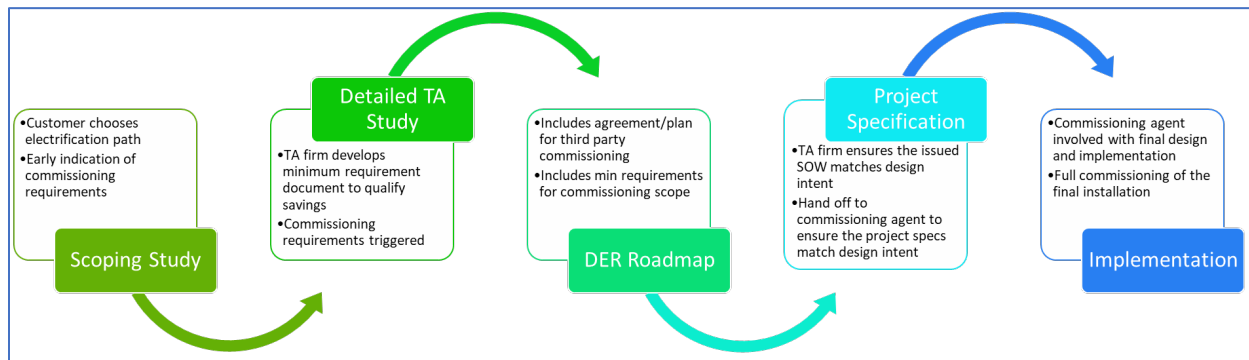 •Customer chooses
electrification path
•Early indication of
commissioning
requirements
Scoping Study
Detailed TA
Study
•TA firm develops
minimum requirement
document to qualify
savings
•Commissioning
requirements triggered
•Includes agreement/plan
for third party
commissioning
•Includes min requirements
for commissioning scope
DER Roadmap
Project
Specification
•TA firm ensures the issued
SOW matches design
intent
•Hand off to
commissioning agent to
ensure the project specs
match design intent
•Commissioning agent
involved with final design
and implementation
•Full commissioning of the
final installation
Implementation